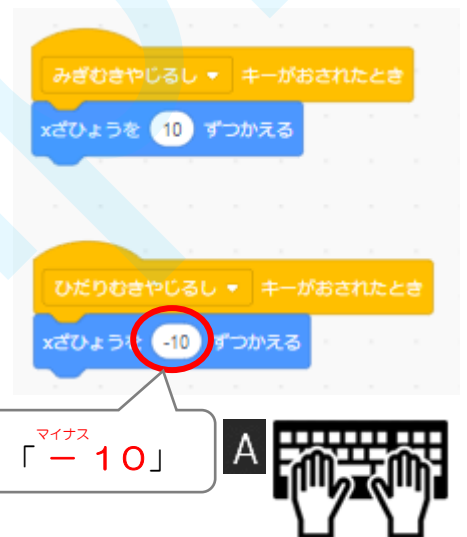 みぎむきやじるし キーがおされたとき
xざひょうを 10 ずつかえる
ひだりむきやじるし キーがおされたとき
xざひょうを -10 ずつかえる
マイナス
「－１０」
A